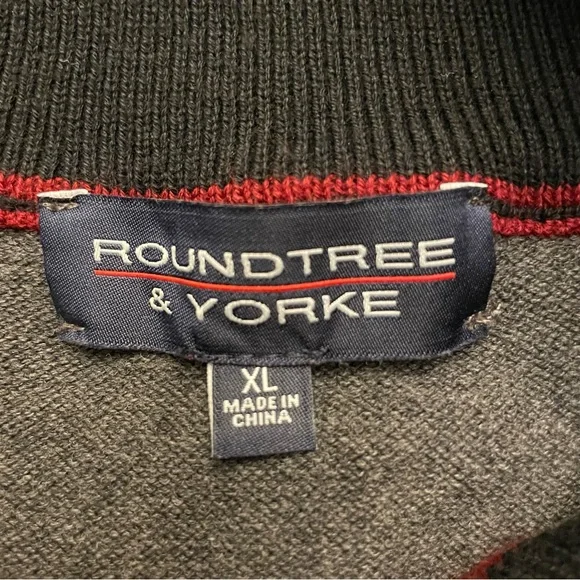 ROUNDTREE
& YORKE
XL
MADE IN
CHINA